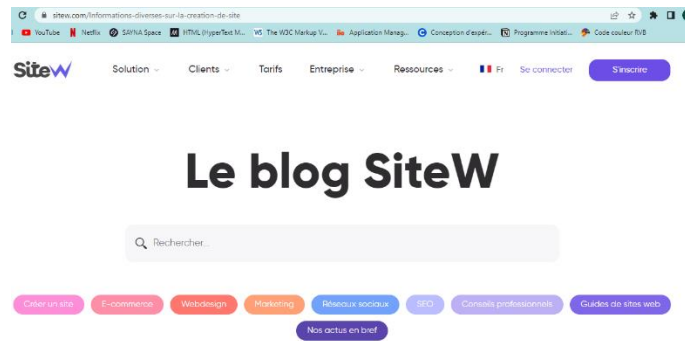 sitew.com/Informations-diverses-sur-la-creation-de-site
YouTube Netflix SAYNA Space HTML (HyperText M... The W3C Markup V... Application Manag... Conception d'expér... Programme Initiati... Code couleur RVB
SiteW Solution Clients Tarifs Entreprise Ressources Fr Se connecter S'inscrire
Le blog SiteW
Rechercher...
Créer un site E-commerce Webdesign Marketing Réseaux sociaux SEO Conseils professionnels Guides de sites web
Nos actus en bref